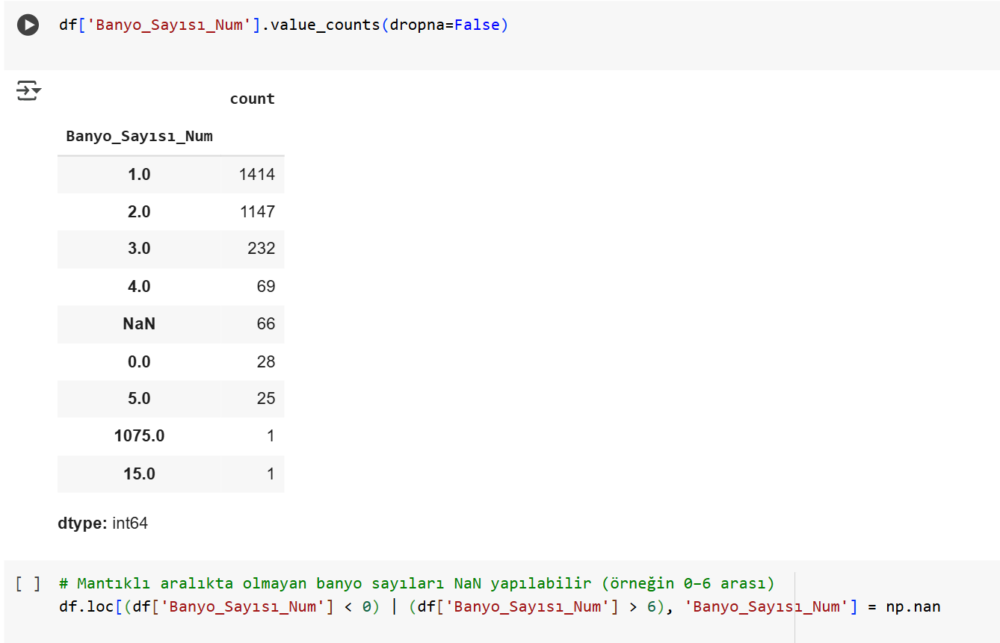 df['Banyo_Sayısı_Num'].value_counts(dropna=False)
count
Banyo_Sayısı_Num
1.0 1414
2.0 1147
3.0 232
4.0 69
NaN 66
0.0 28
5.0 25
1075.0 1
15.0 1
dtype: int64
[ ] # Mantıklı aralıkta olmayan banyo sayıları NaN yapılabilir (örneğin 0–6 arası)
df.loc[(df['Banyo_Sayısı_Num'] < 0) | (df['Banyo_Sayısı_Num'] > 6), 'Banyo_Sayısı_Num'] = np.nan